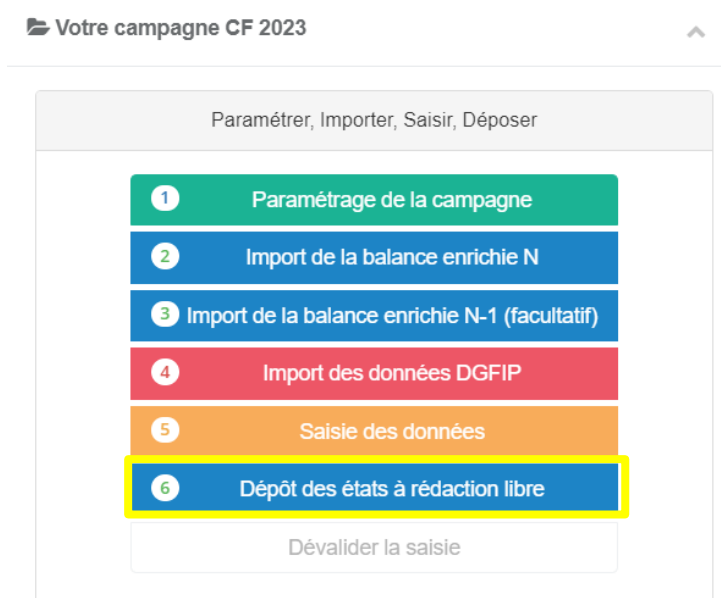 Votre campagne CF 2023
Paramétrer, Importer, Saisir, Déposer
1 Paramétrage de la campagne
2 Import de la balance enrichie N
3 Import de la balance enrichie N-1 (facultatif)
4 Import des données DGFIP
5 Saisie des données
6 Dépôt des états à rédaction libre
Dévalider la saisie